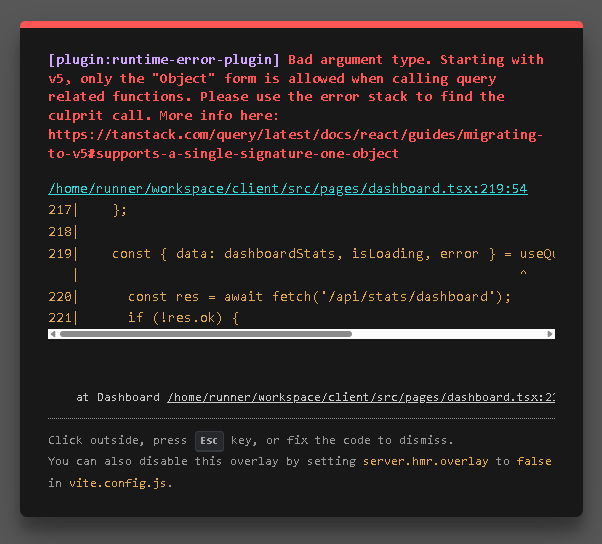 [plugin:runtime-error-plugin] Bad argument type. Starting with
v5, only the "Object" form is allowed when calling query
related functions. Please use the error stack to find the
culprit call. More info here:
https://tanstack.com/query/latest/docs/react/guides/migrating-
to-v5#supports-a-single-signature-one-object
/home/runner/workspace/client/src/pages/dashboard.tsx:219:54
217|    };
218|
219|    const { data: dashboardStats, isLoading, error } = useQu
   |                                                       ^
220|      const res = await fetch('/api/stats/dashboard');
221|      if (!res.ok) {
at Dashboard /home/runner/workspace/client/src/pages/dashboard.tsx:21
Click outside, press Esc key, or fix the code to dismiss.
You can also disable this overlay by setting server.hmr.overlay to false
in vite.config.js.